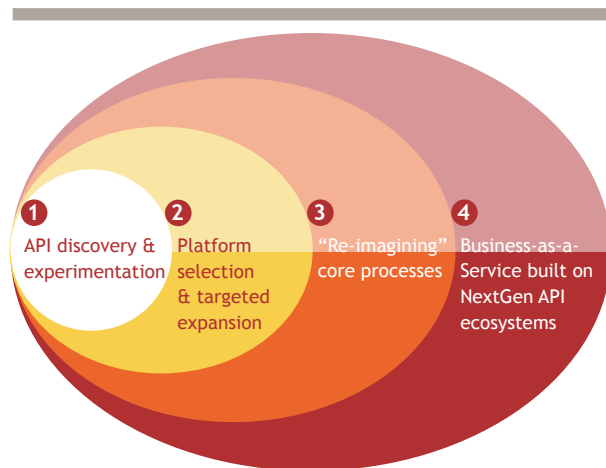 1
API discovery &
experimentation
2
Platform
selection
& targeted
expansion
3
“Re-imagining”
core processes
4
Business-as-a-
Service built on
NextGen API
ecosystems